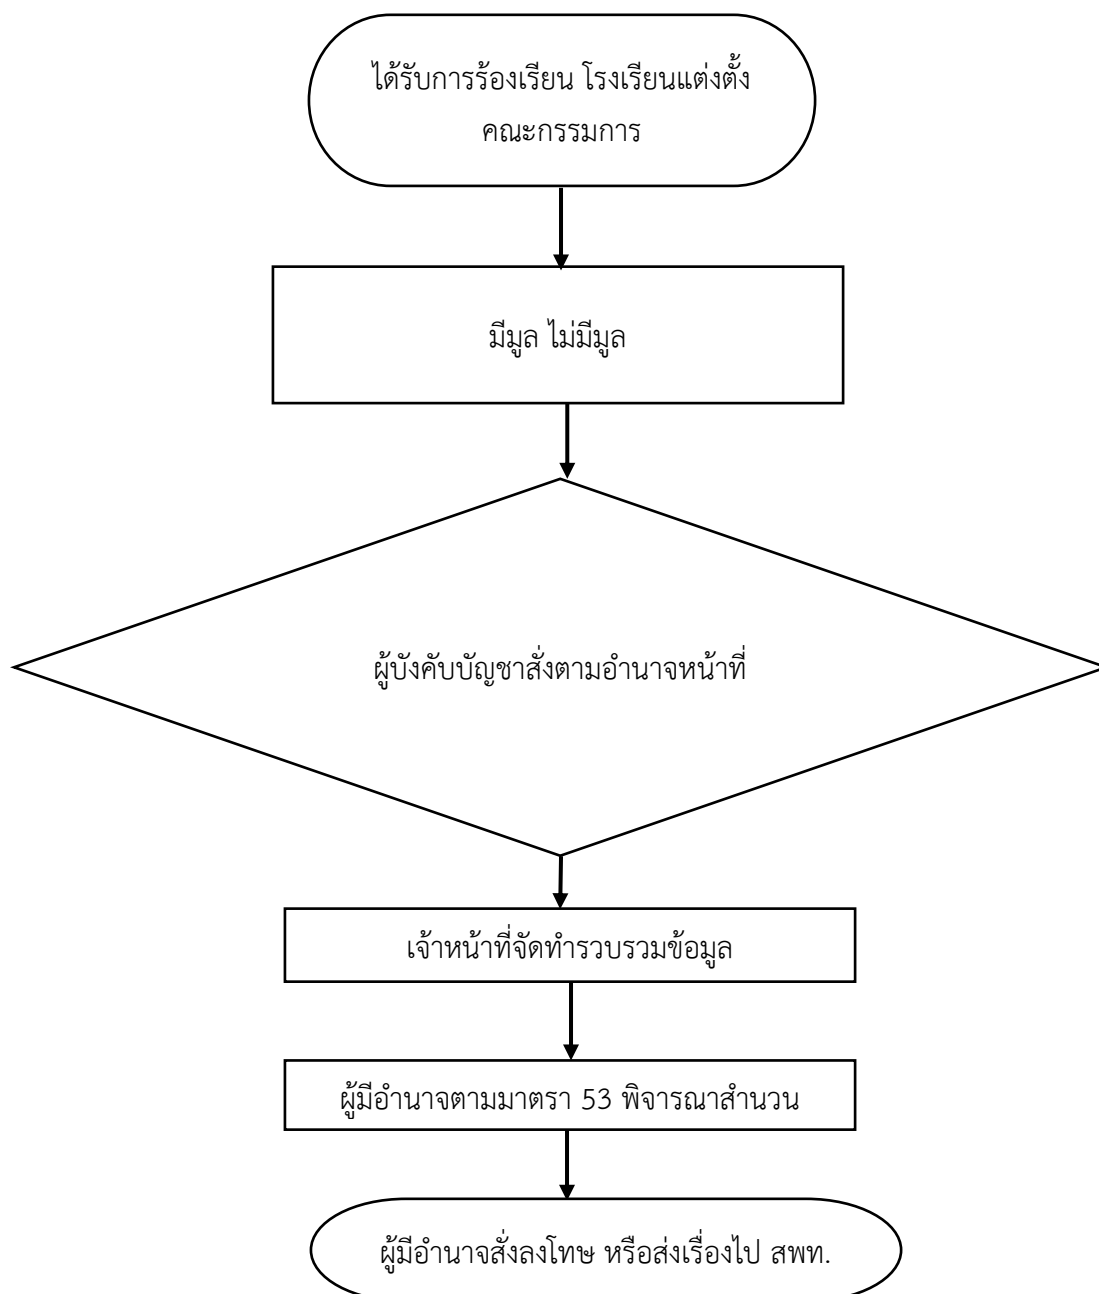 ได้รับการร้องเรียน โรงเรียนแต่งตั้ง
คณะกรรมการ
มีมูล ไม่มีมูล
ผู้บังคับบัญชาสั่งตามอำนาจหน้าที่
เจ้าหน้าที่จัดทำรวบรวมข้อมูล
ผู้มีอำนาจตามมาตรา 53 พิจารณาสำนวน
ผู้มีอำนาจสั่งลงโทษ หรือส่งเรื่องไป สพท.